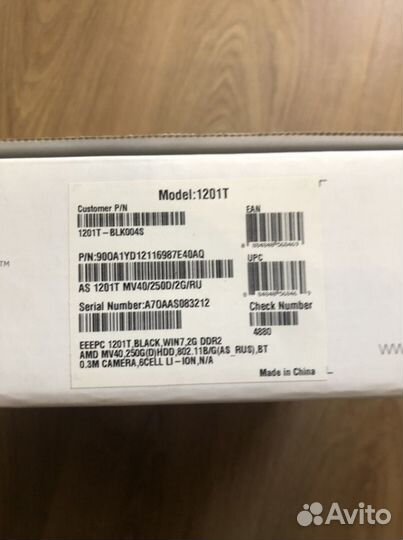 Model:1201T
Customer P/N
1201T-BLK004S
EAN
P/N:90OA1YD12116987E40AQ
UPC
AS 1201T MV40/250D/2G/RU
Serial Number:A7OAAS083212
Check Number
4880
EEEPC 1201T,BLACK,WIN7,2G DDR2
AMD MV40,250G(D)HDD,802.11B/G(AS_RUS),BT
0.3M CAMERA,6CELL LI-ION,N/A
Made in China
TM
Avito